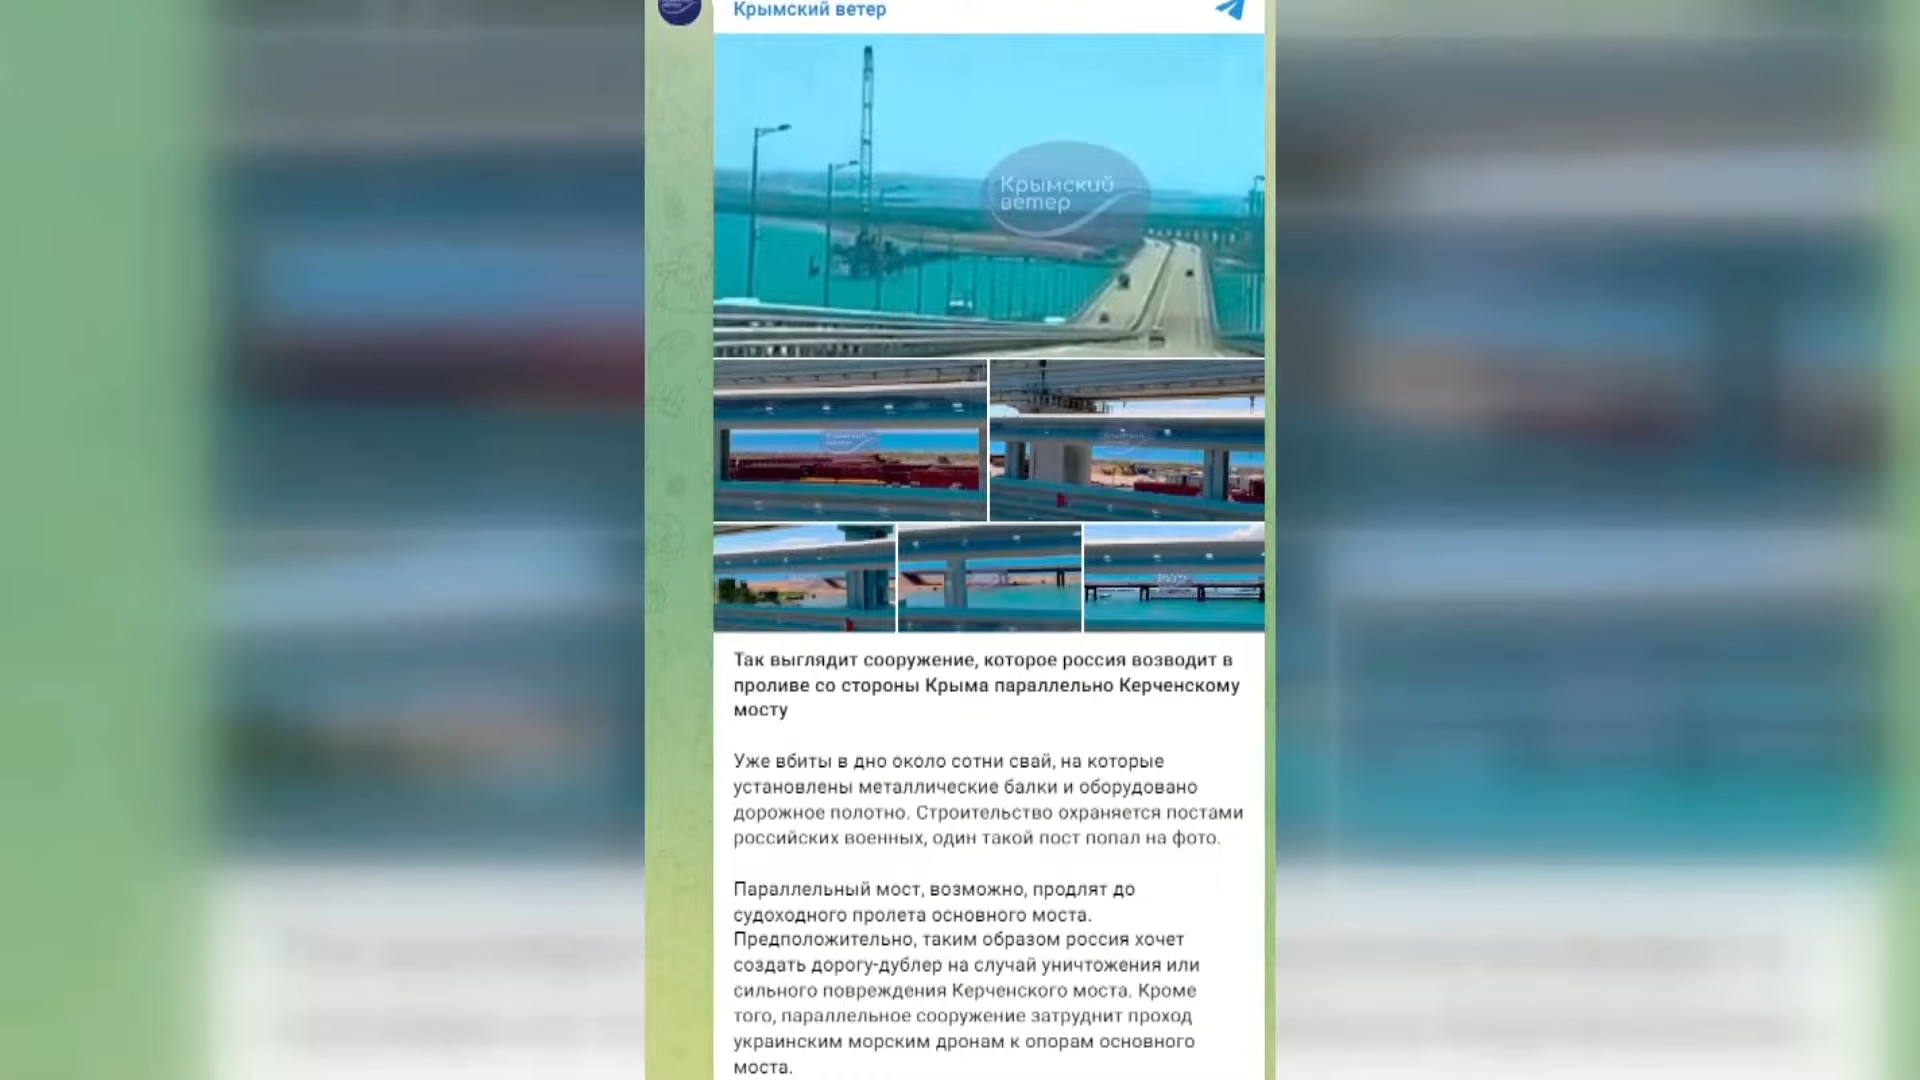 Крымский ветер
Крымский
ветер
Так выглядит сооружение, которое россия возводит в
проливе со стороны Крыма параллельно Керченскому
мосту
Уже вбиты в дно около сотни свай, на которые
установлены металлические балки и оборудовано
дорожное полотно. Строительство охраняется постами
российских военных, один такой пост попал на фото.
Параллельный мост, возможно, продлят до
судоходного пролета основного моста.
Предположительно, таким образом россия хочет
создать дорогу-дублер на случай уничтожения или
сильного повреждения Керченского моста. Кроме
того, параллельное сооружение затруднит проход
украинским морским дронам к опорам основного
моста.